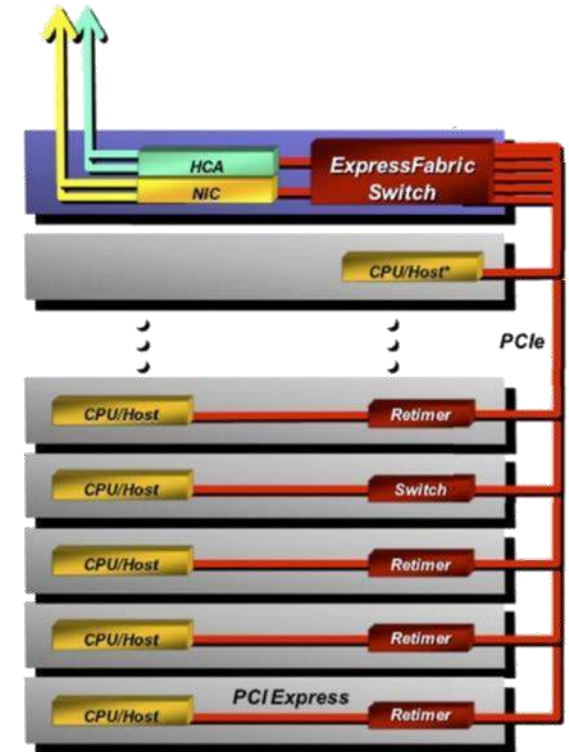 HCA
NIC
ExpressFabric
Switch
CPU/Host*
PCIe
CPU/Host
Retimer
CPU/Host
Switch
CPU/Host
Retimer
CPU/Host
Retimer
PCI Express
CPU/Host
Retimer